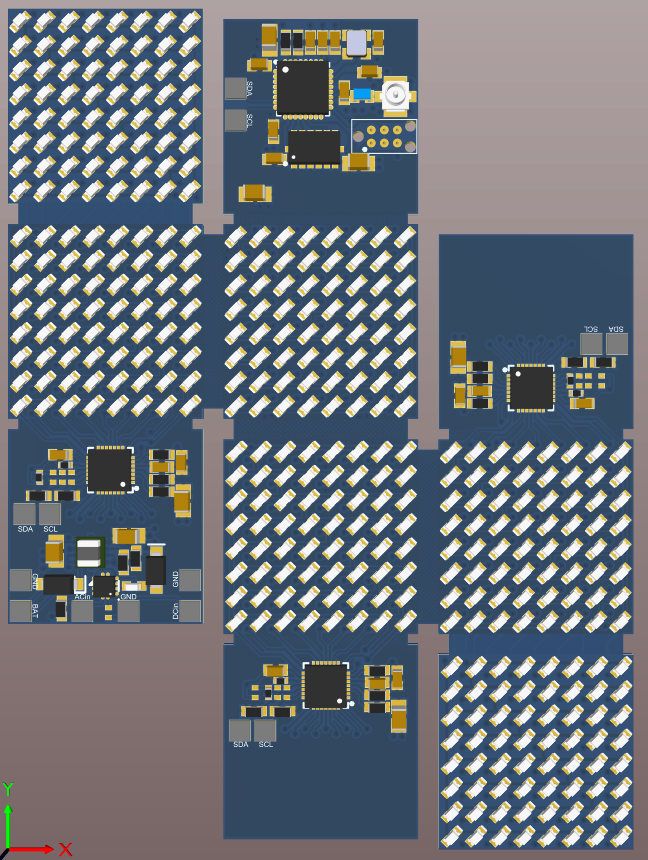 SDA
SCL
SCL
SDA
SDA
SCL
GND
GND
ACin
GND
BAT
DCin
SDA
SCL
Y
X